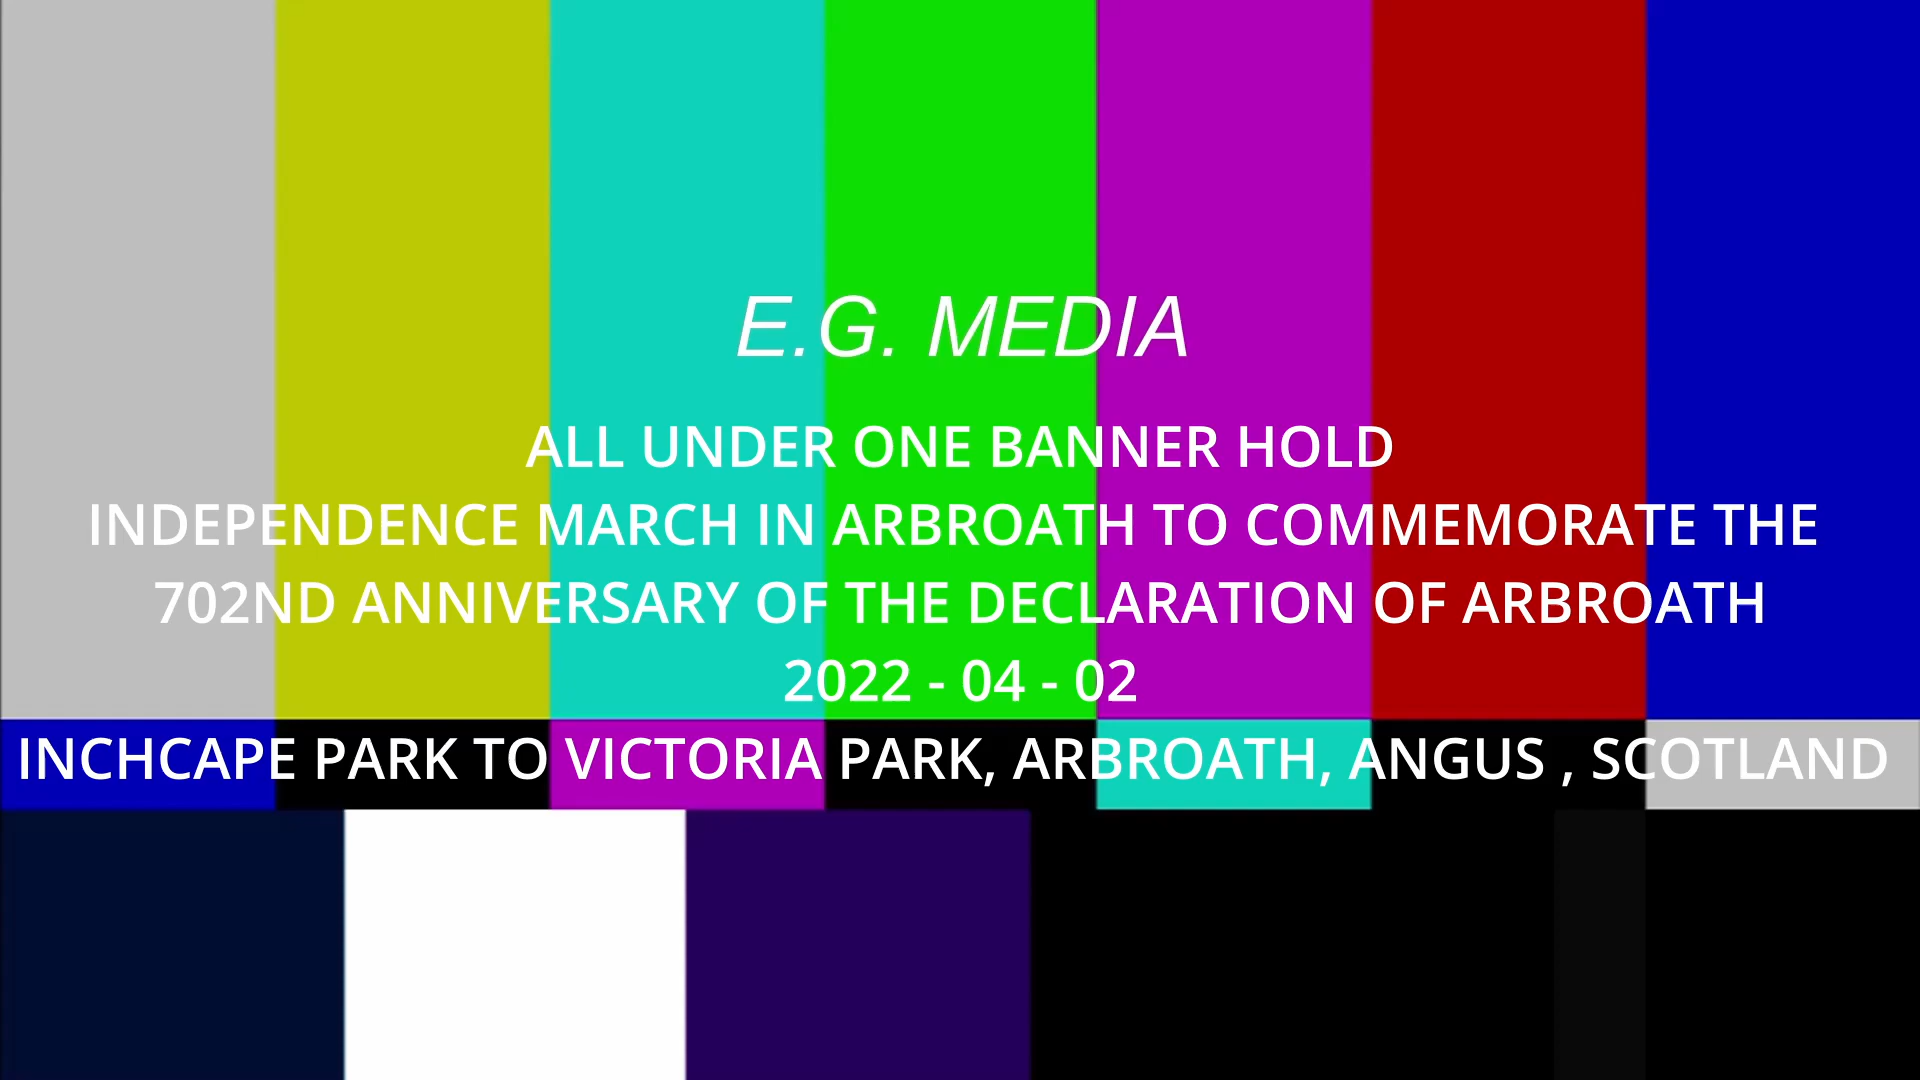 E.G. MEDIA
ALL UNDER ONE BANNER HOLD
INDEPENDENCE MARCH IN ARBROATH TO COMMEMORATE THE
702ND ANNIVERSARY OF THE DECLARATION OF ARBROATH
2022 - 04 - 02
INCHCAPE PARK TO VICTORIA PARK, ARBROATH, ANGUS , SCOTLAND